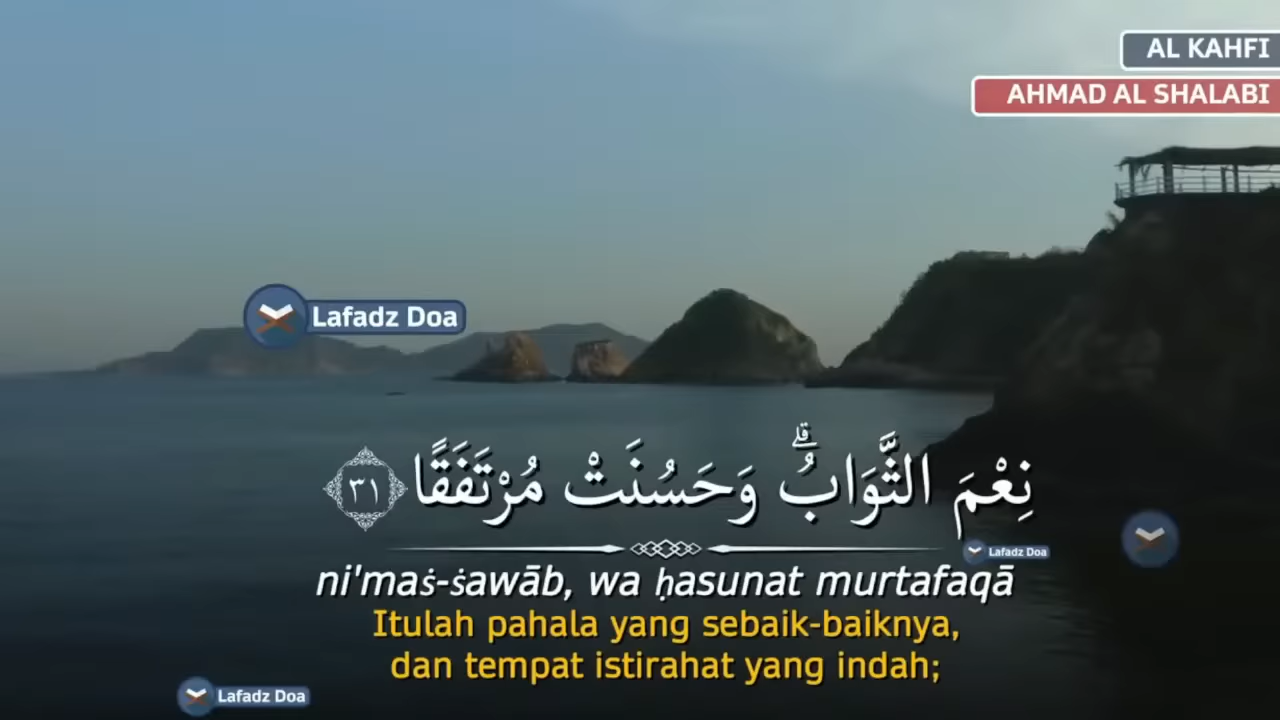 AL KAHFI
AHMAD AL SHALABI
Lafadz Doa
نِعْمَ الثَّوَابُۗ وَحَسُنَتْ مُرْتَفَقًا ٣١
Lafadz Doa
ni'maṡ-ṡawāb, wa ḥasunat murtafaqā
Itulah pahala yang sebaik-baiknya,
dan tempat istirahat yang indah;
Lafadz Doa